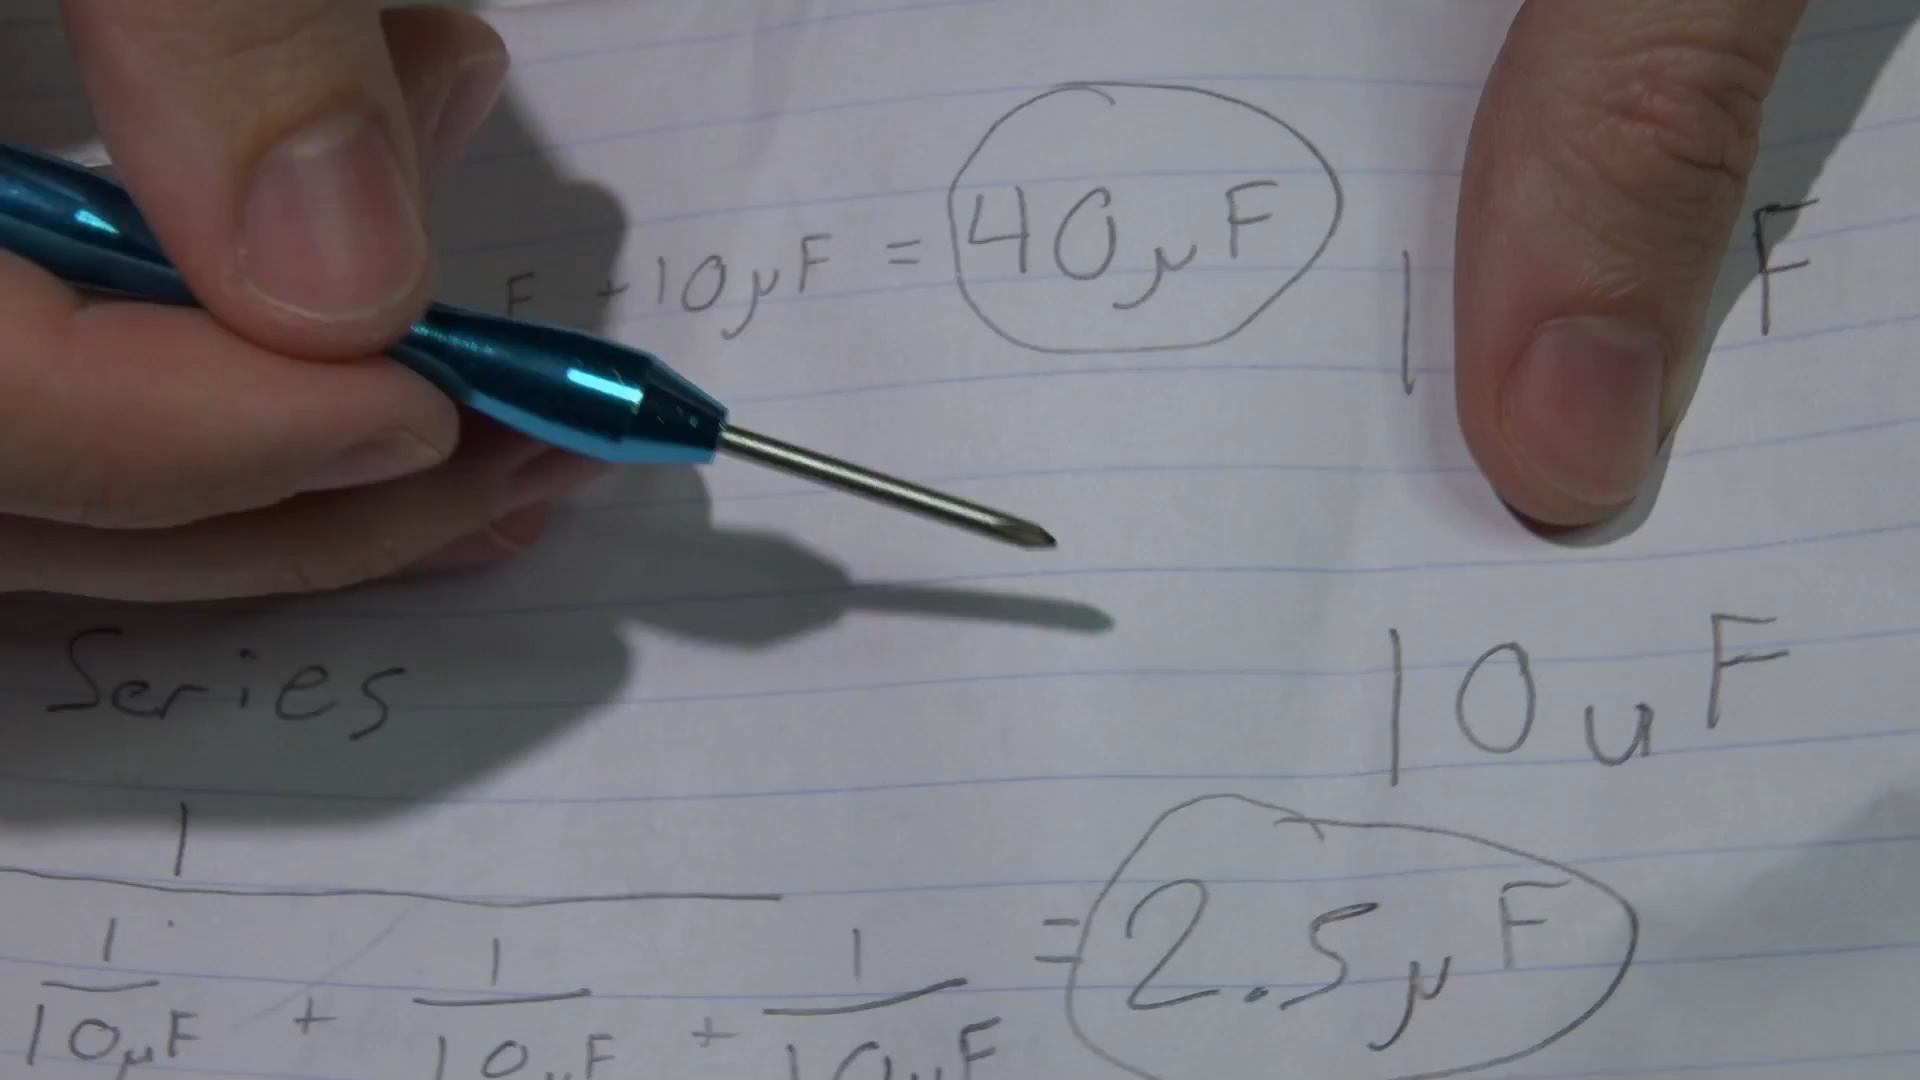 F +10μF = 40μF
1 F
Series
10uF
1
1 1 1
10μF + 10μF + 10μF = 2.5μF